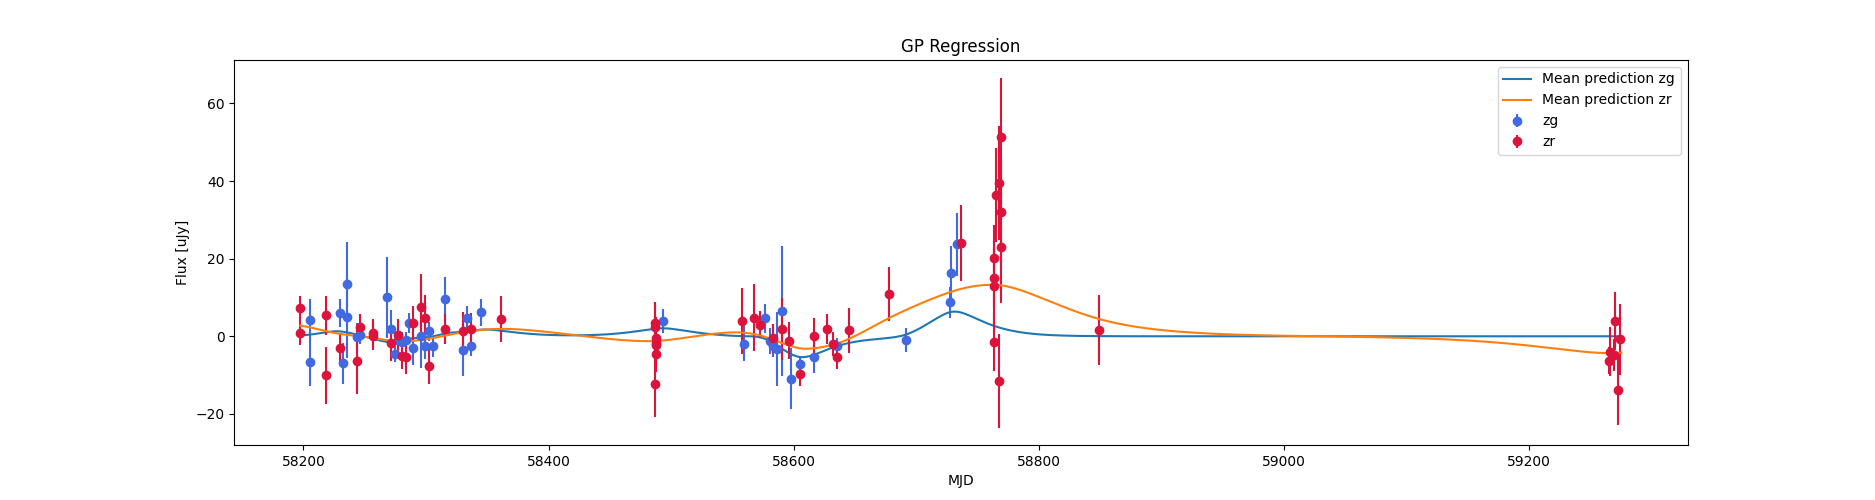 GP Regression
Mean prediction zg
Mean prediction zr
zg
zr
Flux [uJy]
60
40
20
0
−20
58200 58400 58600 58800 59000 59200
MJD